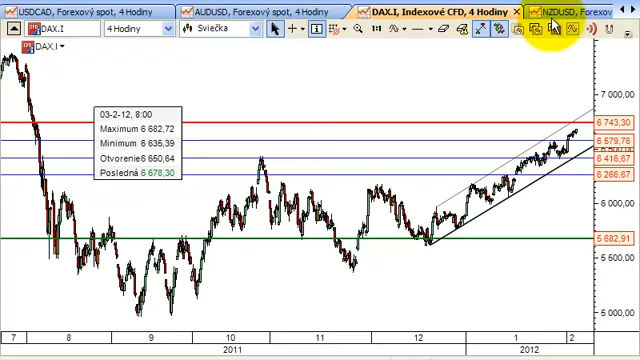 USDCAD, Forexový spot, 4 Hodiny
AUDUSD, Forexový spot, 4 Hodiny
DAX.I, Indexové CFD, 4 Hodiny
NZDUSD, Forexov
DAX.I
4 Hodiny
Sviečka
1:1
DAX.I
03-2-12, 8:00
Maximum 6 682,72
Minimum 6 635,39
Otvorenie 6 650,64
Posledná 6 678,30
7 000,00
6 743,30
6 579,76
6 416,67
6 266,67
6 000,00
5 682,91
5 500,00
5 000,00
7 8 9 10 11 12 1 2
2011 2012